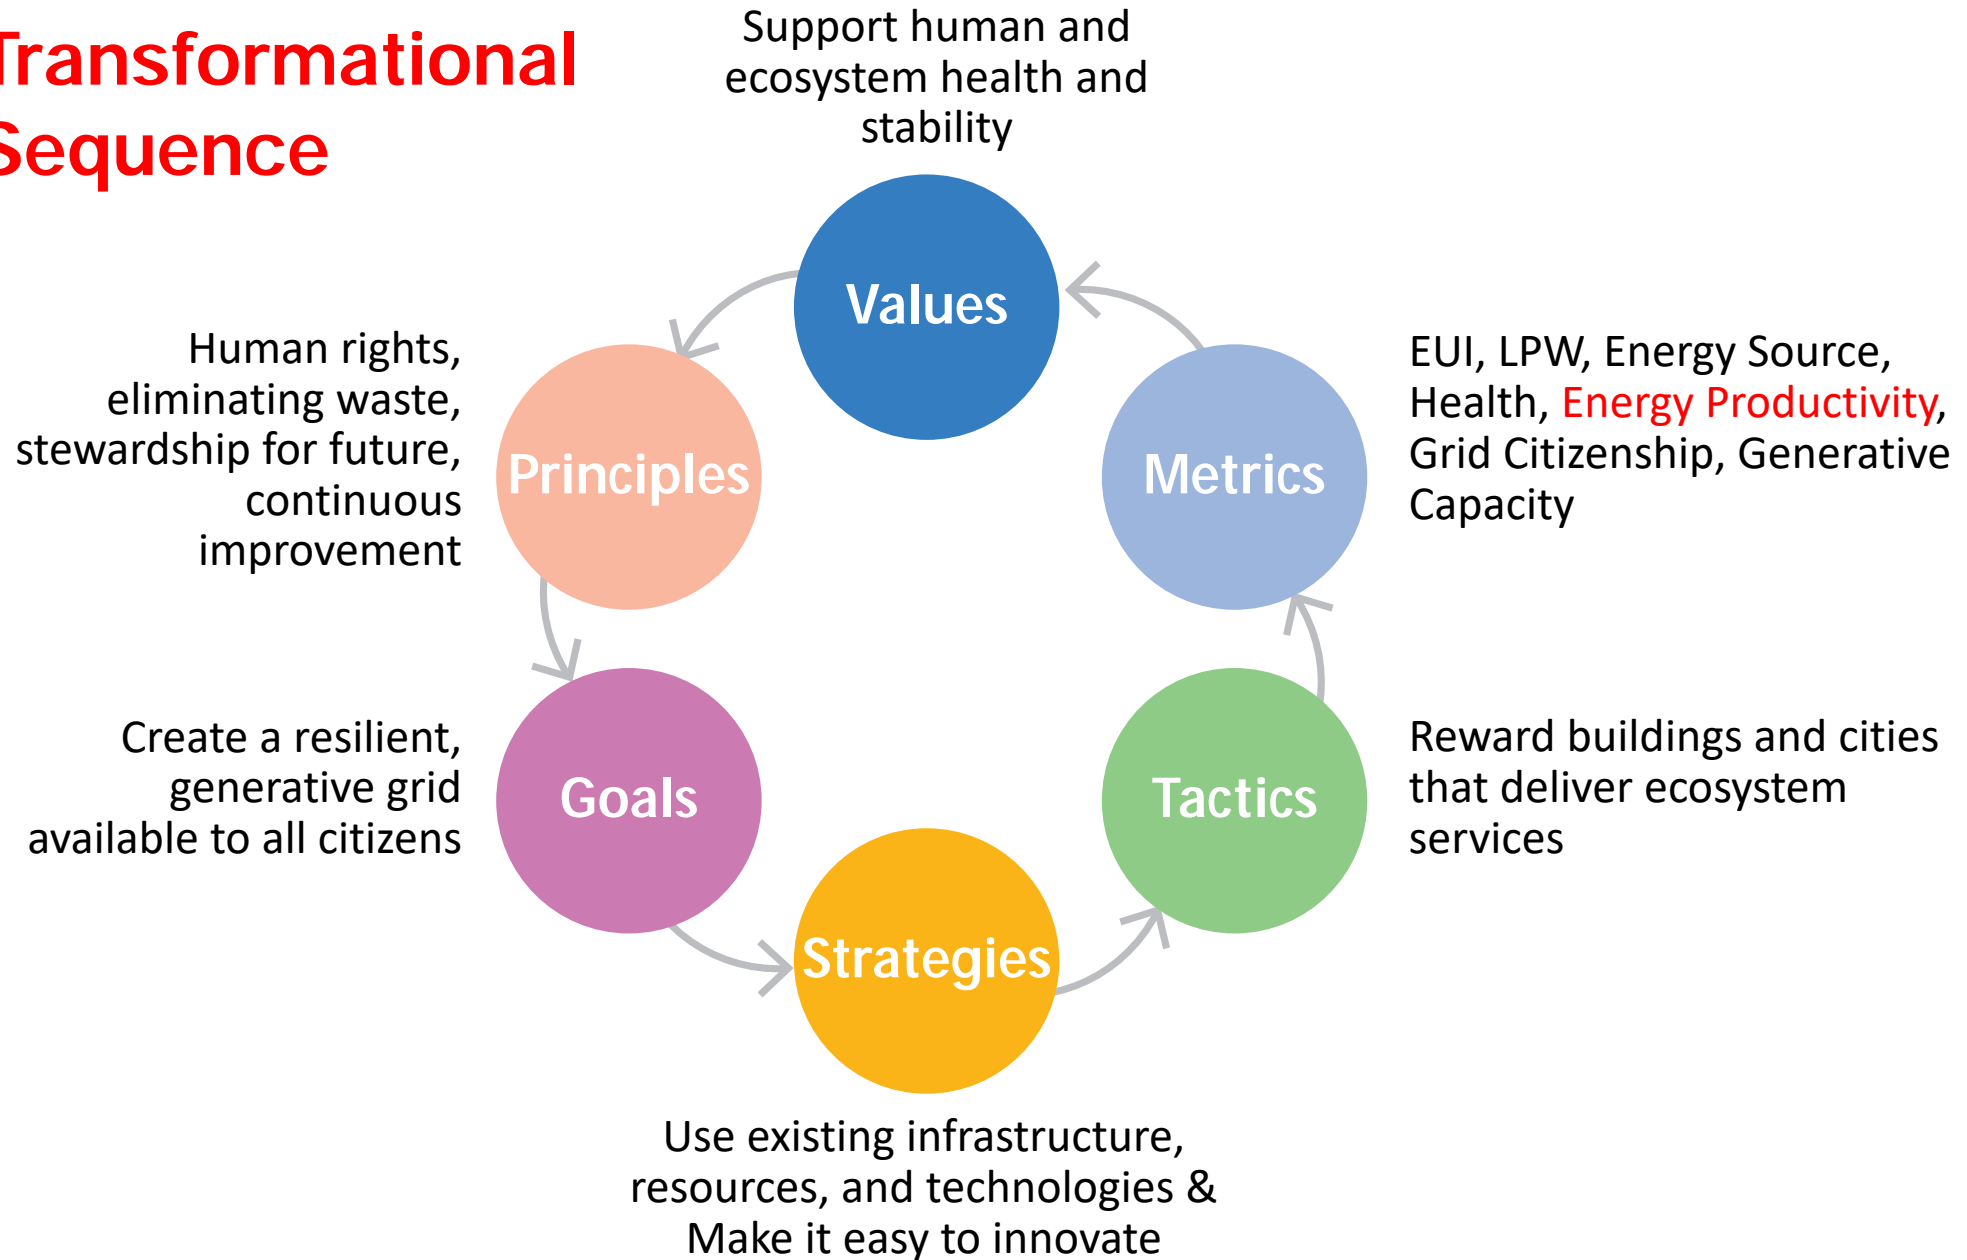 Transformational
Sequence
Support human and
ecosystem health and
stability
Values
Human rights,
eliminating waste,
stewardship for future,
continuous
improvement
Principles
Metrics
EUI, LPW, Energy Source,
Health, Energy Productivity,
Grid Citizenship, Generative
Capacity
Create a resilient,
generative grid
available to all citizens
Goals
Tactics
Reward buildings and cities
that deliver ecosystem
services
Strategies
Use existing infrastructure,
resources, and technologies &
Make it easy to innovate